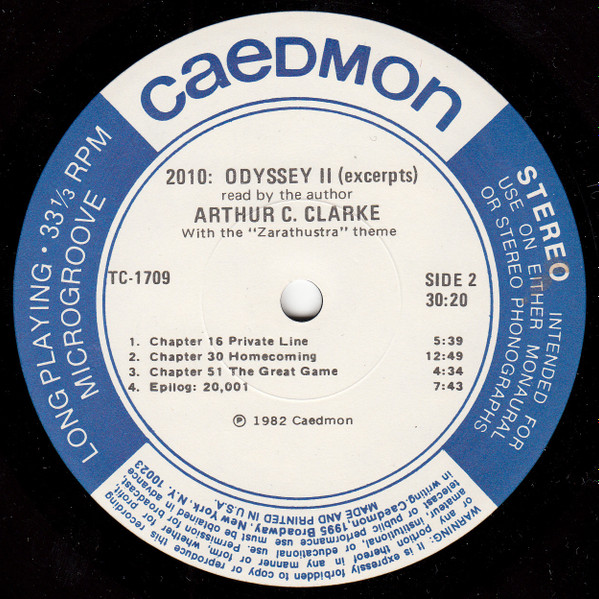 caeDMON
2010: ODYSSEY II (excerpts)
read by the author
ARTHUR C. CLARKE
With the "Zarathustra" theme
TC-1709
SIDE 2
30:20
1. Chapter 16 Private Line 5:39
2. Chapter 30 Homecoming 12:49
3. Chapter 51 The Great Game 4:34
4. Epilog: 20,001 7:43
℗ 1982 Caedmon
LONG PLAYING · 33 1/3 RPM
MICROGROOVE
STEREO INTENDED FOR
USE ON EITHER MONAURAL
OR STEREO PHONOGRAPHS
WARNING: It is expressly forbidden to copy or reproduce this recording
or any portion thereof in any manner or form, whether for profit,
amateur, institutional, or educational use. Permission for broadcast,
telecast or public performance use must be obtained in advance
in writing. Caedmon, 1995 Broadway, New York, N.Y. 10023
MADE AND PRINTED IN U.S.A.